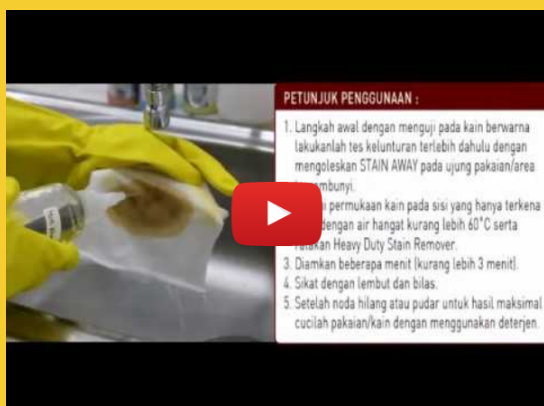 PETUNJUK PENGGUNAAN :
1. Langkah awal dengan menguji pada kain berwarna
lakukanlah tes kelunturan terlebih dahulu dengan
mengoleskan STAIN AWAY pada ujung pakaian/area
permukaan kain pada sisi yang hanya terkena
dengan air hangat kurang lebih 60°C serta
Heavy Duty Stain Remover.
3. Diamkan beberapa menit (kurang lebih 3 menit).
4. Sikat dengan lembut dan bilas.
5. Setelah noda hilang atau pudar untuk hasil maksimal
cucilah pakaian/kain dengan menggunakan deterjen.